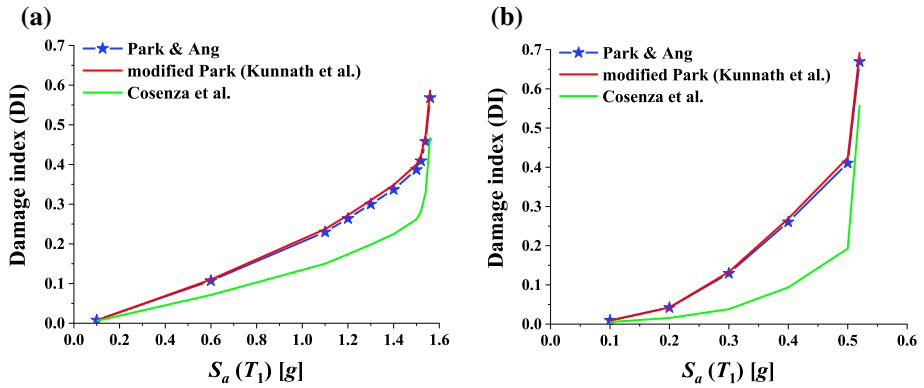 (a)
Park & Ang
modified Park (Kunnath et al.)
Cosenza et al.
Damage index (DI)
0.7
0.6
0.5
0.4
0.3
0.2
0.1
0.0
0.0 0.2 0.4 0.6 0.8 1.0 1.2 1.4 1.6
Sa (T1) [g]
(b)
Park & Ang
modified Park (Kunnath et al.)
Cosenza et al.
Damage index (DI)
0.7
0.6
0.5
0.4
0.3
0.2
0.1
0.0
0.0 0.1 0.2 0.3 0.4 0.5 0.6
Sa (T1) [g]